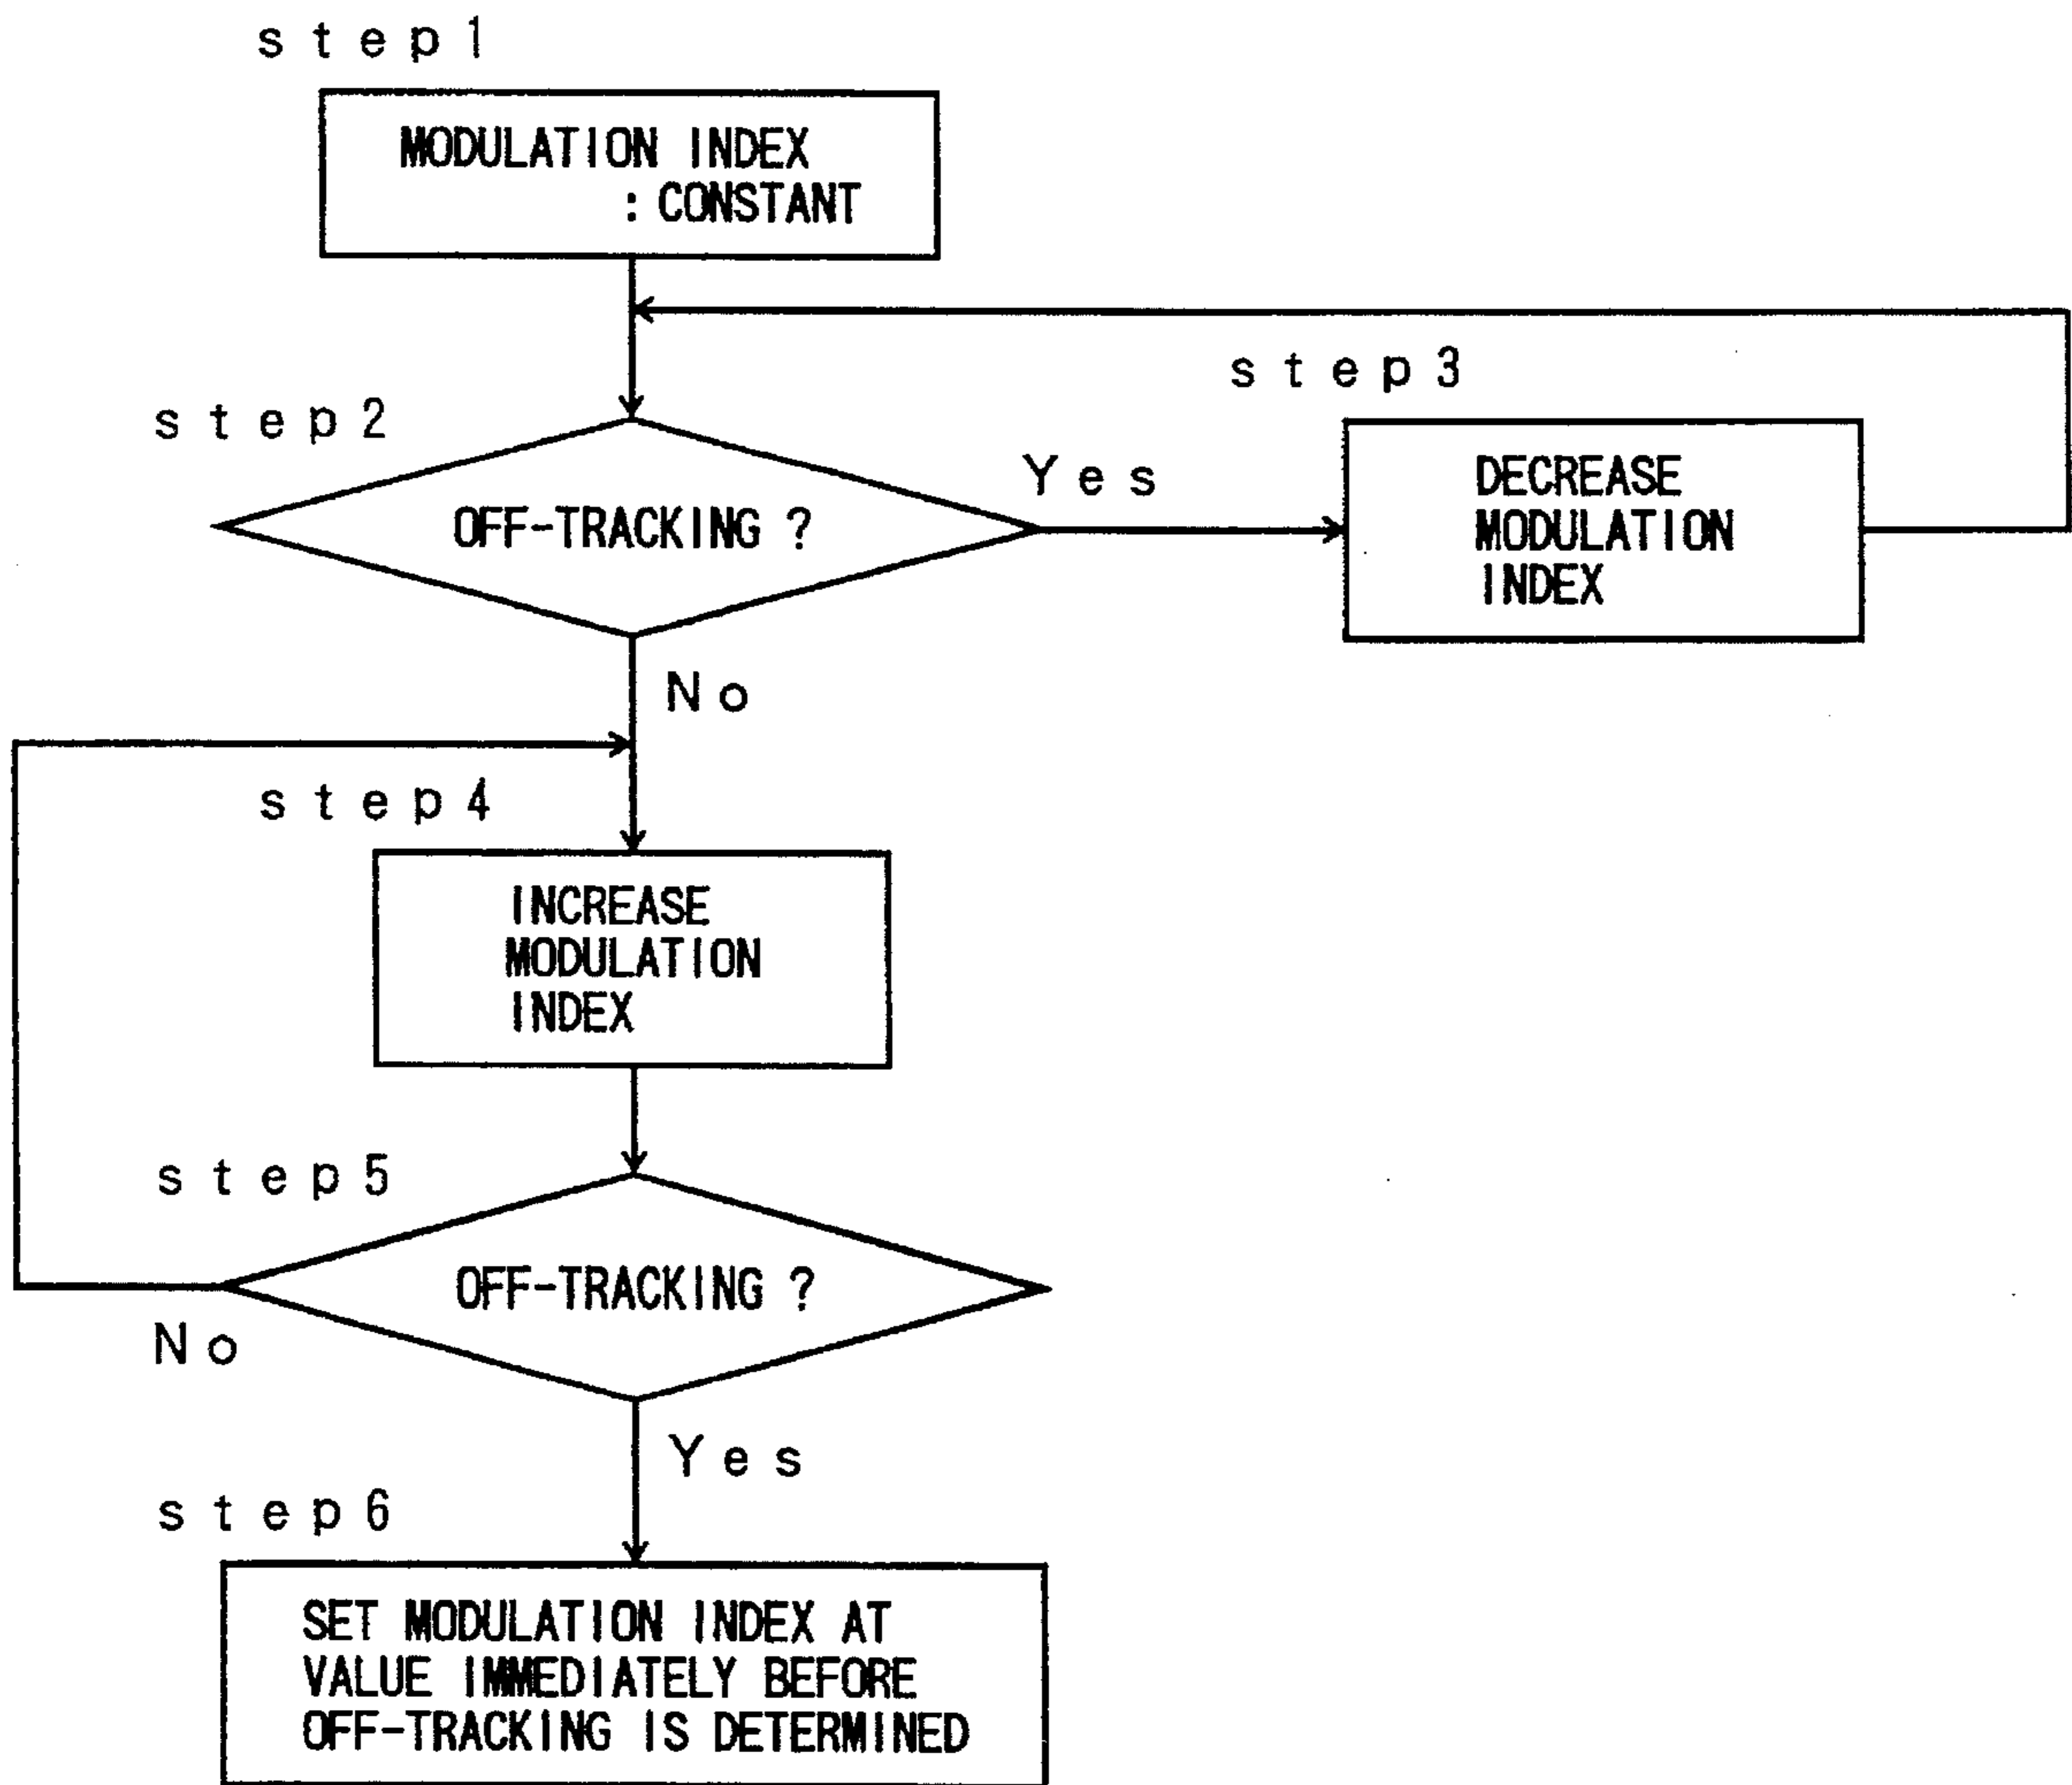 step1
MODULATION INDEX
: CONSTANT
step2
OFF-TRACKING ?
Yes
step3
DECREASE
MODULATION
INDEX
No
step4
INCREASE
MODULATION
INDEX
step5
OFF-TRACKING ?
No
Yes
step6
SET MODULATION INDEX AT
VALUE IMMEDIATELY BEFORE
OFF-TRACKING IS DETERMINED